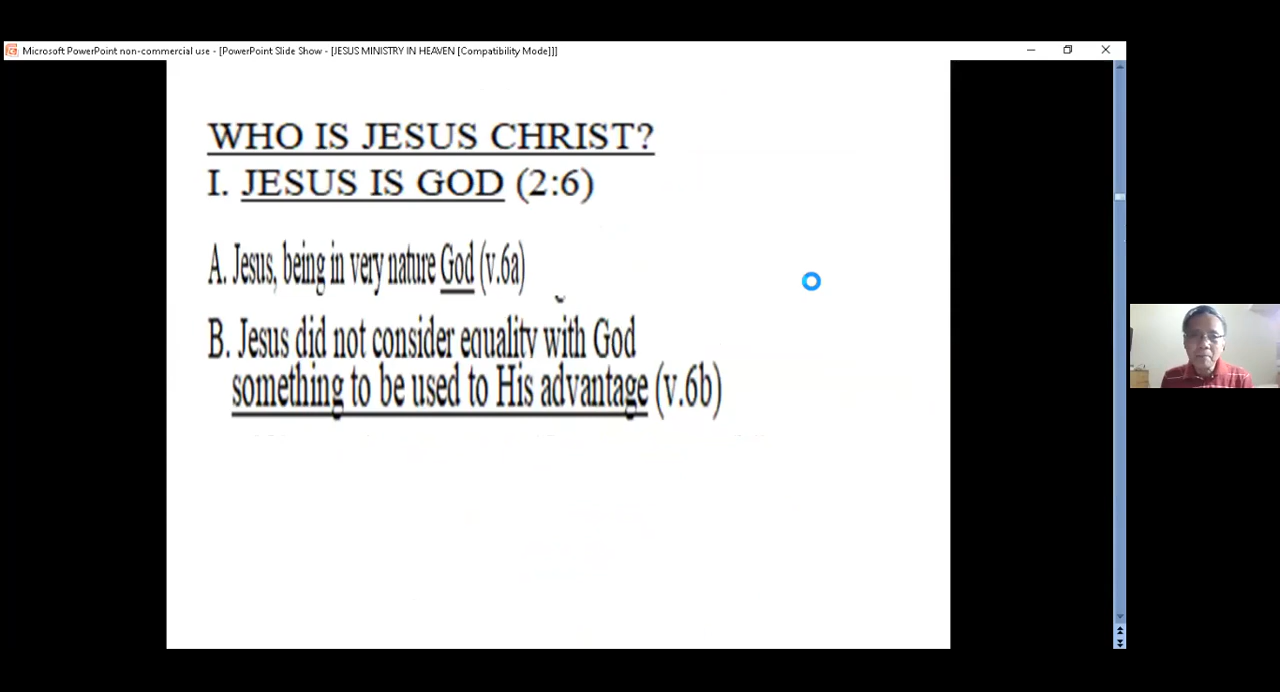 Microsoft PowerPoint non-commercial use - [PowerPoint Slide Show - [JESUS MINISTRY IN HEAVEN [Compatibility Mode]]]
WHO IS JESUS CHRIST?
I. JESUS IS GOD (2:6)
A. Jesus, being in very nature God (v.6a)
B. Jesus did not consider equality with God
something to be used to His advantage (v.6b)